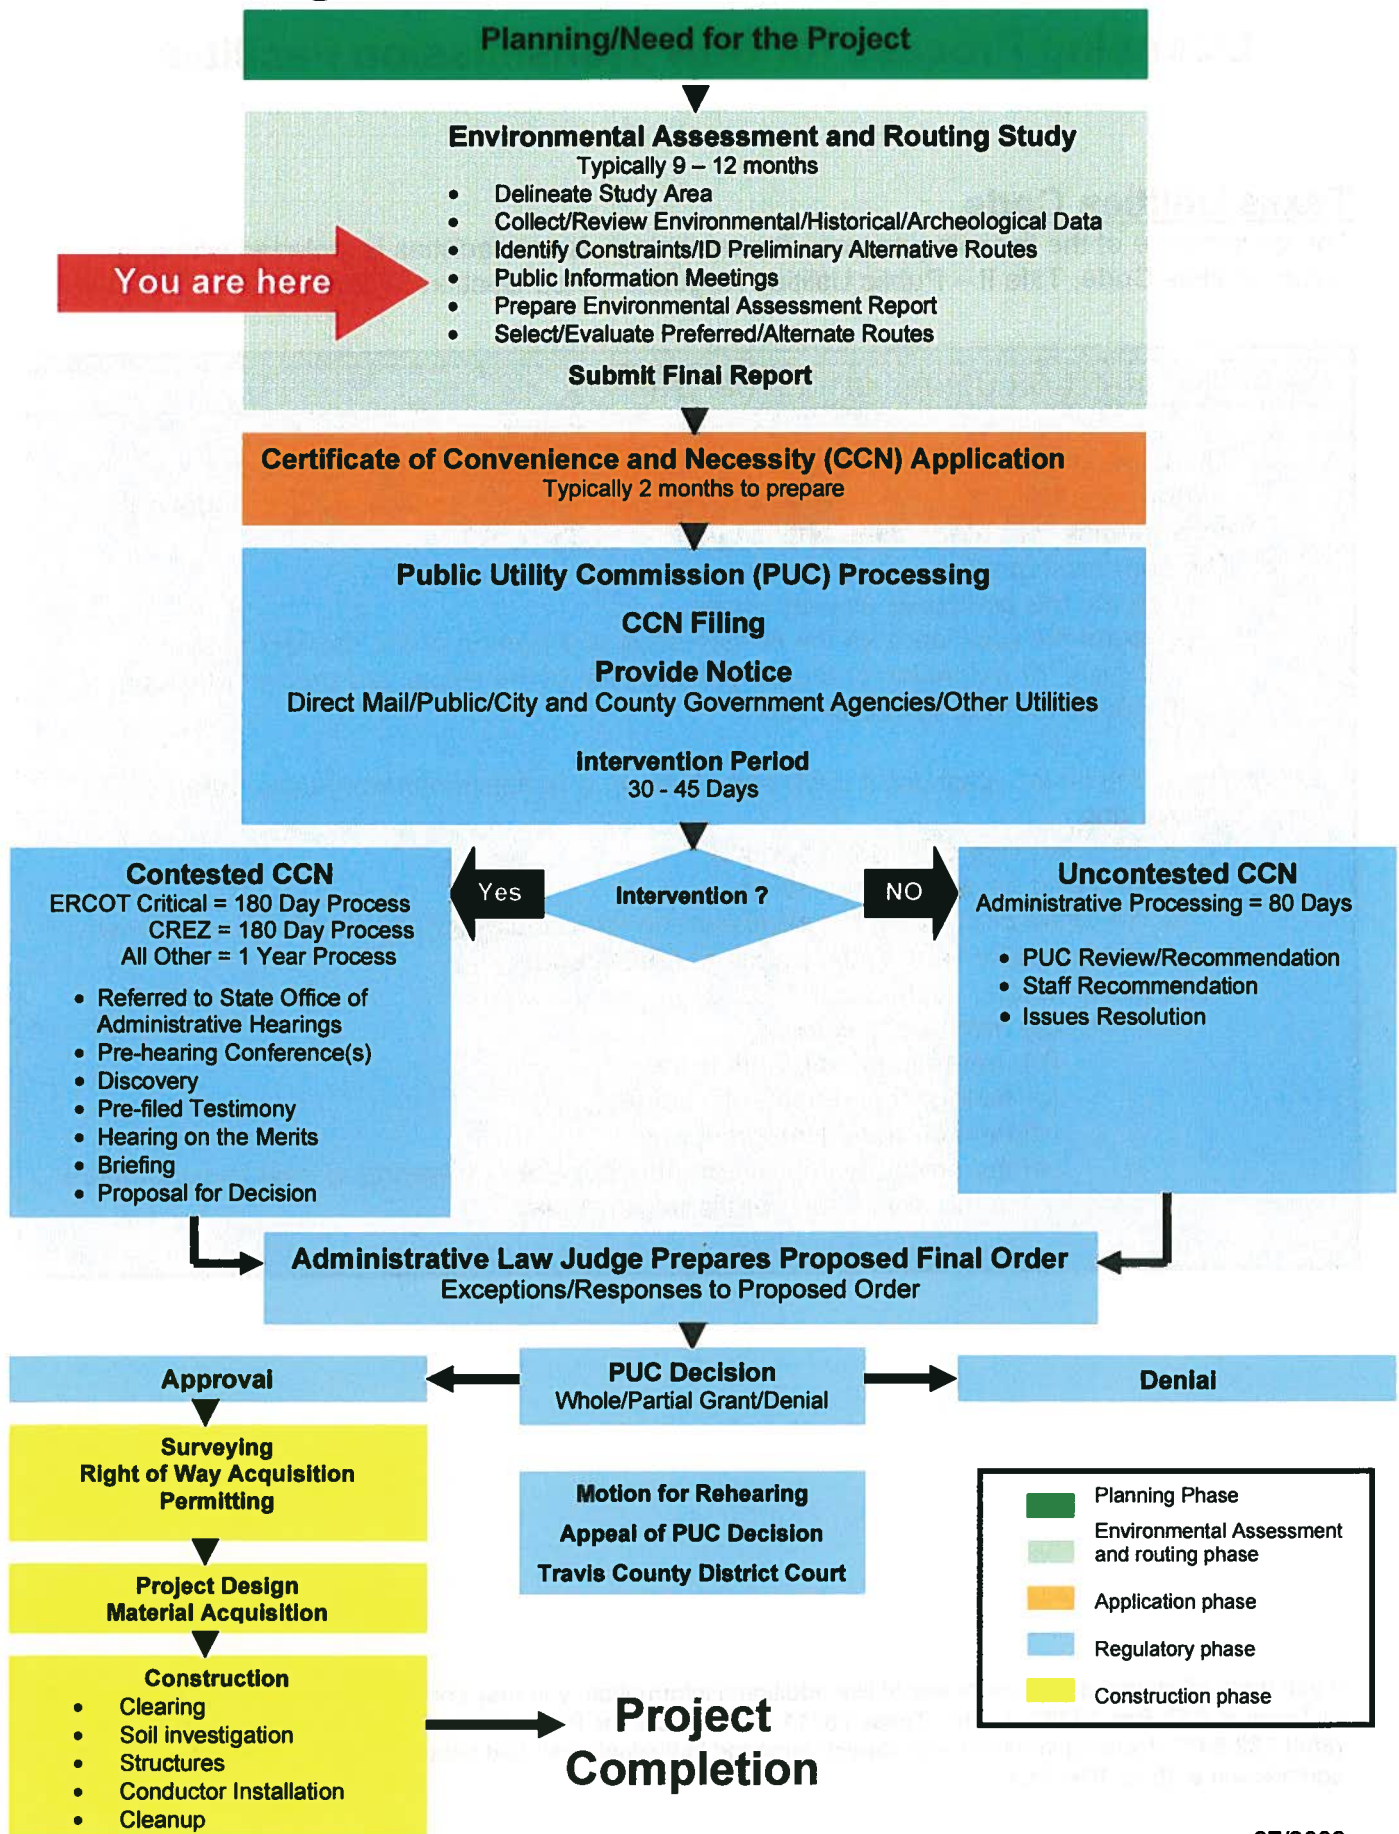 Planning/Need for the Project
Environmental Assessment and Routing Study
Typically 9 – 12 months
• Delineate Study Area
• Collect/Review Environmental/Historical/Archeological Data
• Identify Constraints/ID Preliminary Alternative Routes
• Public Information Meetings
• Prepare Environmental Assessment Report
• Select/Evaluate Preferred/Alternate Routes
Submit Final Report
You are here
Certificate of Convenience and Necessity (CCN) Application
Typically 2 months to prepare
Public Utility Commission (PUC) Processing
CCN Filing
Provide Notice
Direct Mail/Public/City and County Government Agencies/Other Utilities
Intervention Period
30 - 45 Days
Intervention ?
Yes
NO
Contested CCN
ERCOT Critical = 180 Day Process
CREZ = 180 Day Process
All Other = 1 Year Process
• Referred to State Office of
Administrative Hearings
• Pre-hearing Conference(s)
• Discovery
• Pre-filed Testimony
• Hearing on the Merits
• Briefing
• Proposal for Decision
Uncontested CCN
Administrative Processing = 80 Days
• PUC Review/Recommendation
• Staff Recommendation
• Issues Resolution
Administrative Law Judge Prepares Proposed Final Order
Exceptions/Responses to Proposed Order
Approval
PUC Decision
Whole/Partial Grant/Denial
Denial
Surveying
Right of Way Acquisition
Permitting
Motion for Rehearing
Appeal of PUC Decision
Travis County District Court
Project Design
Material Acquisition
Construction
• Clearing
• Soil investigation
• Structures
• Conductor Installation
• Cleanup
Project
Completion
Planning Phase
Environmental Assessment
and routing phase
Application phase
Regulatory phase
Construction phase